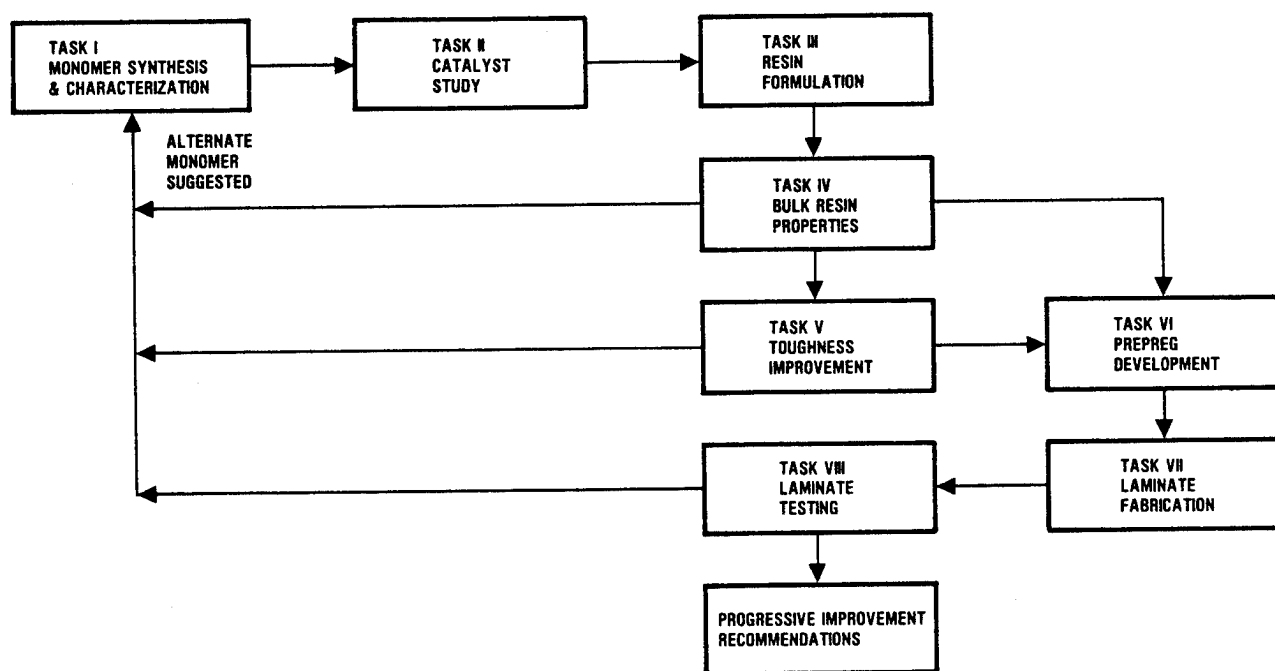 TASK I
MONOMER SYNTHESIS
& CHARACTERIZATION
TASK II
CATALYST
STUDY
TASK III
RESIN
FORMULATION
ALTERNATE
MONOMER
SUGGESTED
TASK IV
BULK RESIN
PROPERTIES
TASK V
TOUGHNESS
IMPROVEMENT
TASK VI
PREPREG
DEVELOPMENT
TASK VIII
LAMINATE
TESTING
TASK VII
LAMINATE
FABRICATION
PROGRESSIVE IMPROVEMENT
RECOMMENDATIONS